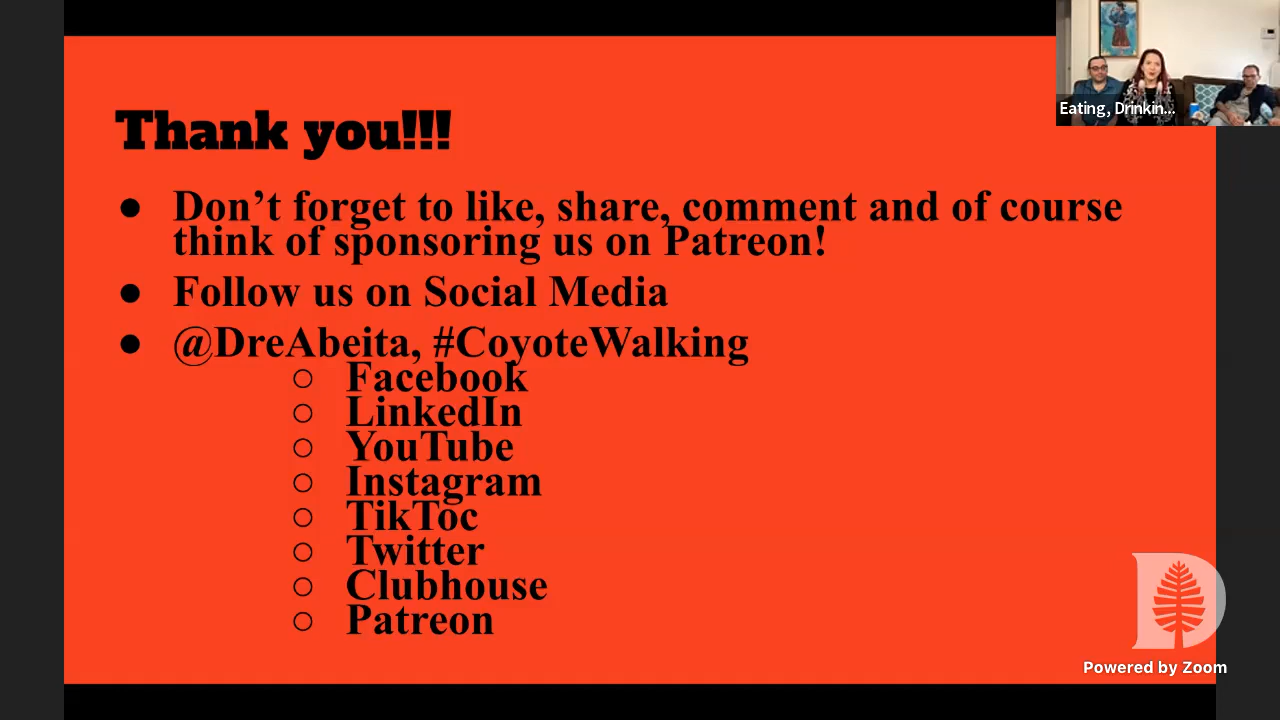 Eating, Drinkin...
Thank you!!!
● Don’t forget to like, share, comment and of course
think of sponsoring us on Patreon!
● Follow us on Social Media
● @DreAbeita, #CoyoteWalking
○ Facebook
○ LinkedIn
○ YouTube
○ Instagram
○ TikToc
○ Twitter
○ Clubhouse
○ Patreon
D
Powered by Zoom